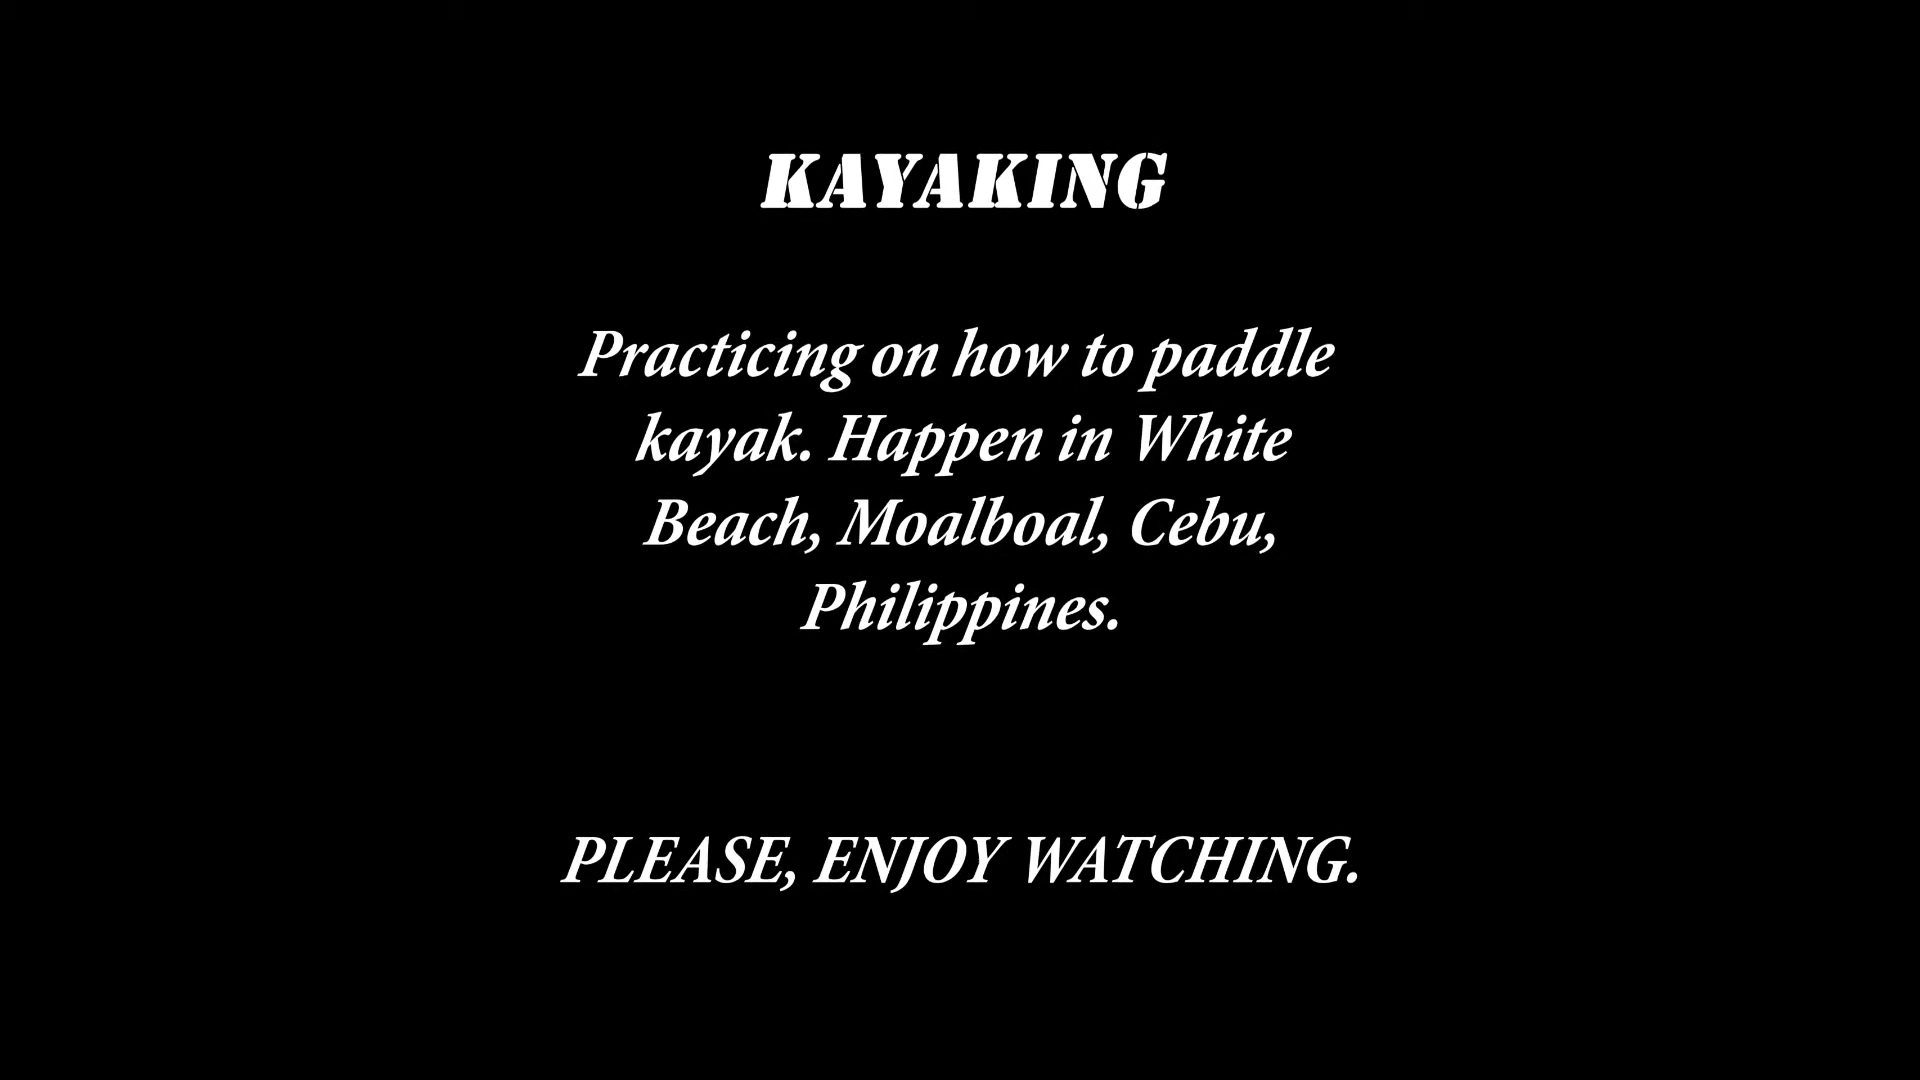 KAYAKING
Practicing on how to paddle
kayak. Happen in White
Beach, Moalboal, Cebu,
Philippines.
PLEASE, ENJOY WATCHING.